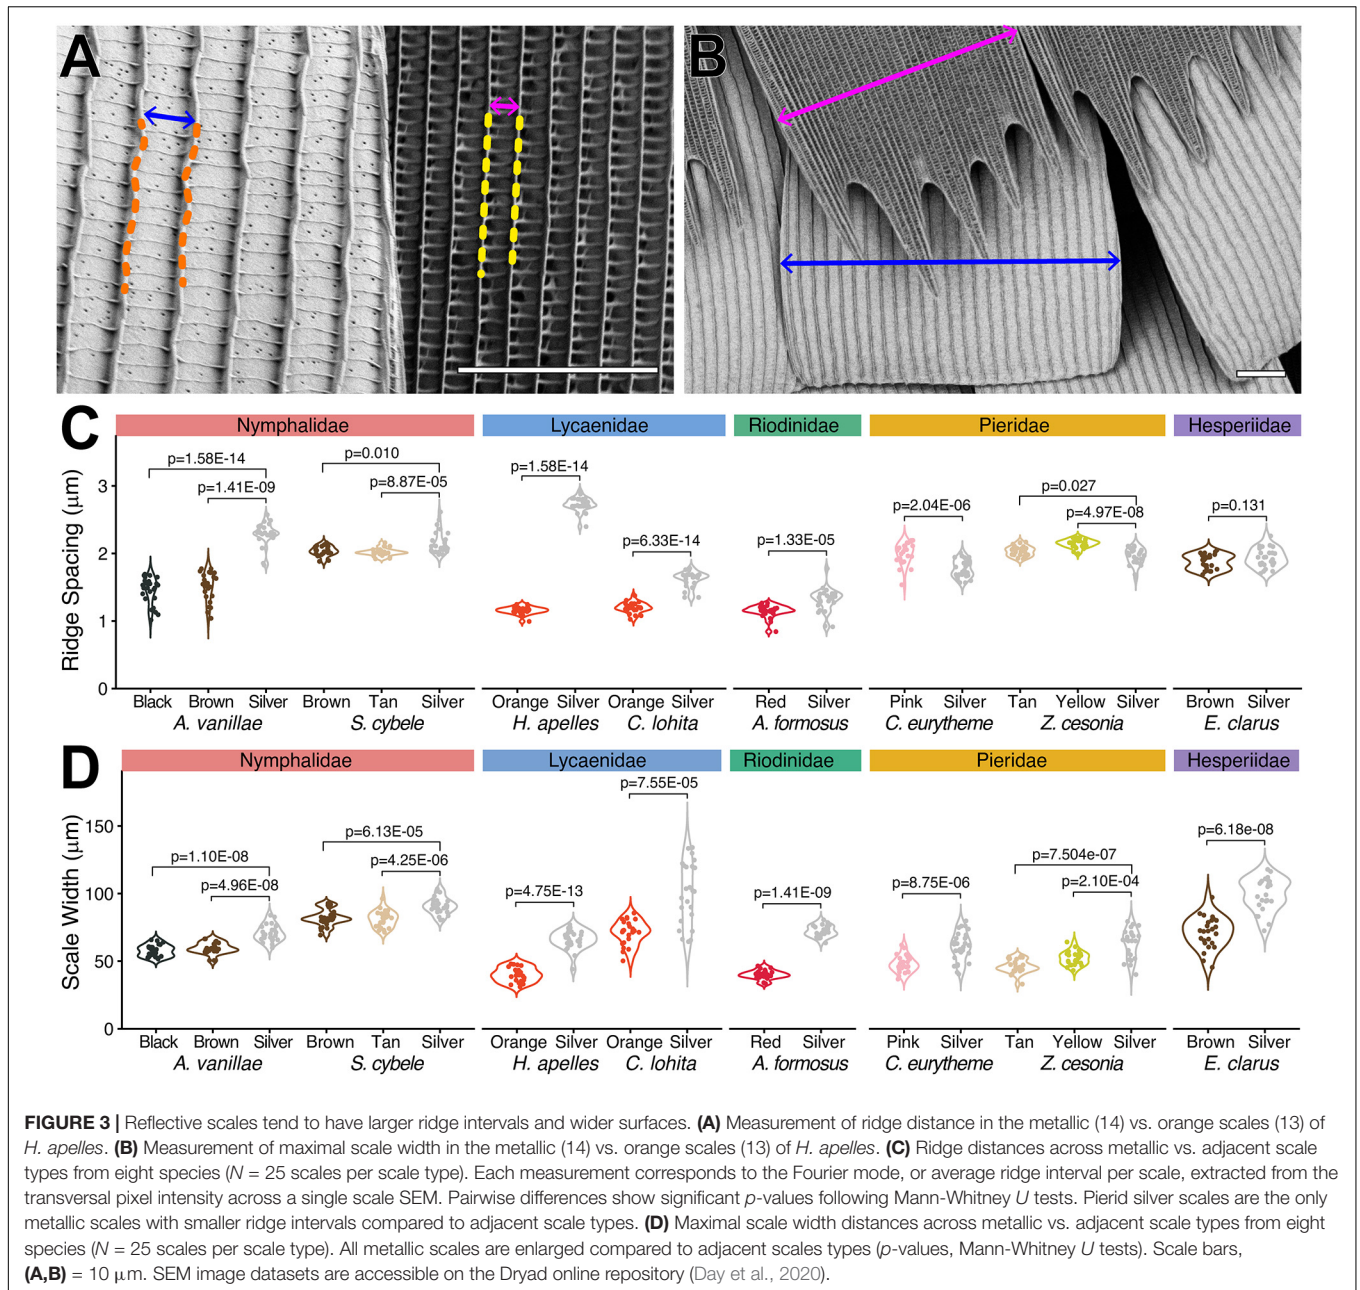 A
B
C
Nymphalidae Lycaenidae Riodinidae Pieridae Hesperiidae
Ridge Spacing (μm)
3
2
1
0
p=1.58E-14
p=1.41E-09
p=0.010
p=8.87E-05
p=1.58E-14
p=6.33E-14
p=1.33E-05
p=2.04E-06
p=0.027
p=4.97E-08
p=0.131
Black Brown Silver Brown Tan Silver Orange Silver Orange Silver Red Silver Pink Silver Tan Yellow Silver Brown Silver
A. vanillae S. cybele H. apelles C. lohita A. formosus C. eurytheme Z. cesonia E. clarus
D
Nymphalidae Lycaenidae Riodinidae Pieridae Hesperiidae
Scale Width (μm)
150
100
50
0
p=1.10E-08
p=4.96E-08
p=6.13E-05
p=4.25E-06
p=4.75E-13
p=7.55E-05
p=1.41E-09
p=8.75E-06
p=7.504e-07
p=2.10E-04
p=6.18e-08
Black Brown Silver Brown Tan Silver Orange Silver Orange Silver Red Silver Pink Silver Tan Yellow Silver Brown Silver
A. vanillae S. cybele H. apelles C. lohita A. formosus C. eurytheme Z. cesonia E. clarus
FIGURE 3 | Reflective scales tend to have larger ridge intervals and wider surfaces. (A) Measurement of ridge distance in the metallic (14) vs. orange scales (13) of
H. apelles. (B) Measurement of maximal scale width in the metallic (14) vs. orange scales (13) of H. apelles. (C) Ridge distances across metallic vs. adjacent scale
types from eight species (N = 25 scales per scale type). Each measurement corresponds to the Fourier mode, or average ridge interval per scale, extracted from the
transversal pixel intensity across a single scale SEM. Pairwise differences show significant p-values following Mann-Whitney U tests. Pierid silver scales are the only
metallic scales with smaller ridge intervals compared to adjacent scale types. (D) Maximal scale width distances across metallic vs. adjacent scale types from eight
species (N = 25 scales per scale type). All metallic scales are enlarged compared to adjacent scales types (p-values, Mann-Whitney U tests). Scale bars,
(A,B) = 10 μm. SEM image datasets are accessible on the Dryad online repository (Day et al., 2020).